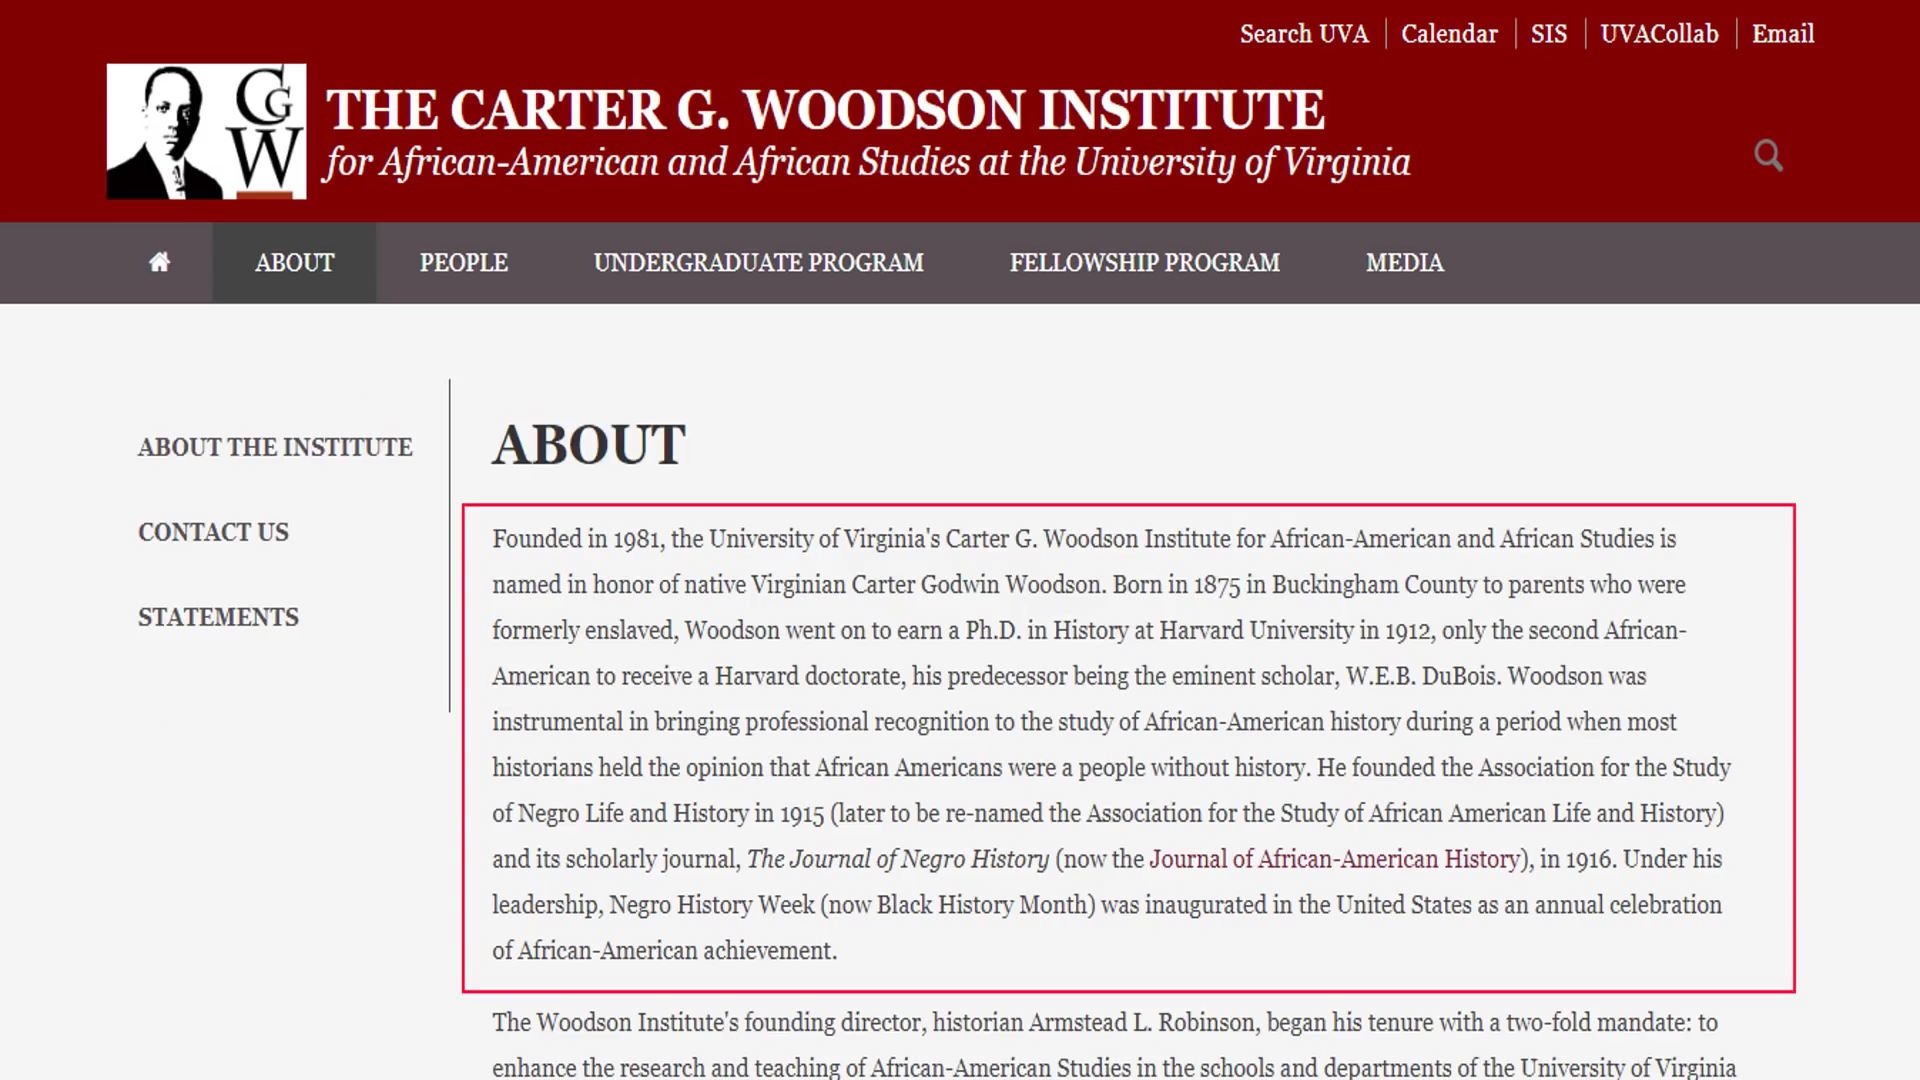 Search UVA
Calendar
SIS
UVACollab
Email
CGW
THE CARTER G. WOODSON INSTITUTE
for African-American and African Studies at the University of Virginia
ABOUT
PEOPLE
UNDERGRADUATE PROGRAM
FELLOWSHIP PROGRAM
MEDIA
ABOUT THE INSTITUTE
CONTACT US
STATEMENTS
ABOUT
Founded in 1981, the University of Virginia's Carter G. Woodson Institute for African-American and African Studies is
named in honor of native Virginian Carter Godwin Woodson. Born in 1875 in Buckingham County to parents who were
formerly enslaved, Woodson went on to earn a Ph.D. in History at Harvard University in 1912, only the second African-
American to receive a Harvard doctorate, his predecessor being the eminent scholar, W.E.B. DuBois. Woodson was
instrumental in bringing professional recognition to the study of African-American history during a period when most
historians held the opinion that African Americans were a people without history. He founded the Association for the Study
of Negro Life and History in 1915 (later to be re-named the Association for the Study of African American Life and History)
and its scholarly journal, The Journal of Negro History (now the Journal of African-American History), in 1916. Under his
leadership, Negro History Week (now Black History Month) was inaugurated in the United States as an annual celebration
of African-American achievement.
The Woodson Institute's founding director, historian Armstead L. Robinson, began his tenure with a two-fold mandate: to
enhance the research and teaching of African-American Studies in the schools and departments of the University of Virginia